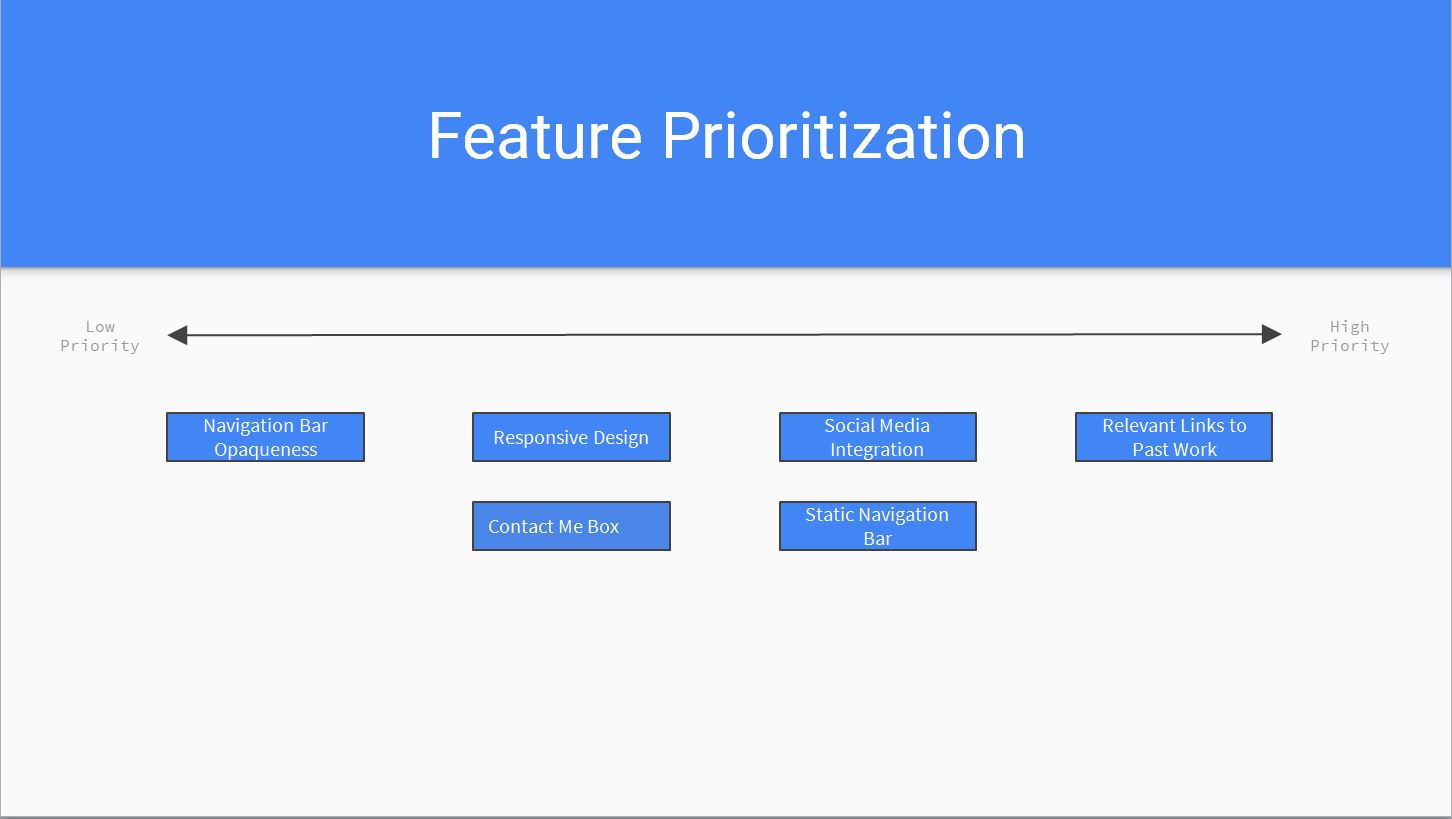 Feature Prioritization
Low
Priority
High
Priority
Navigation Bar
Opaqueness
Responsive Design
Social Media
Integration
Relevant Links to
Past Work
Contact Me Box
Static Navigation
Bar